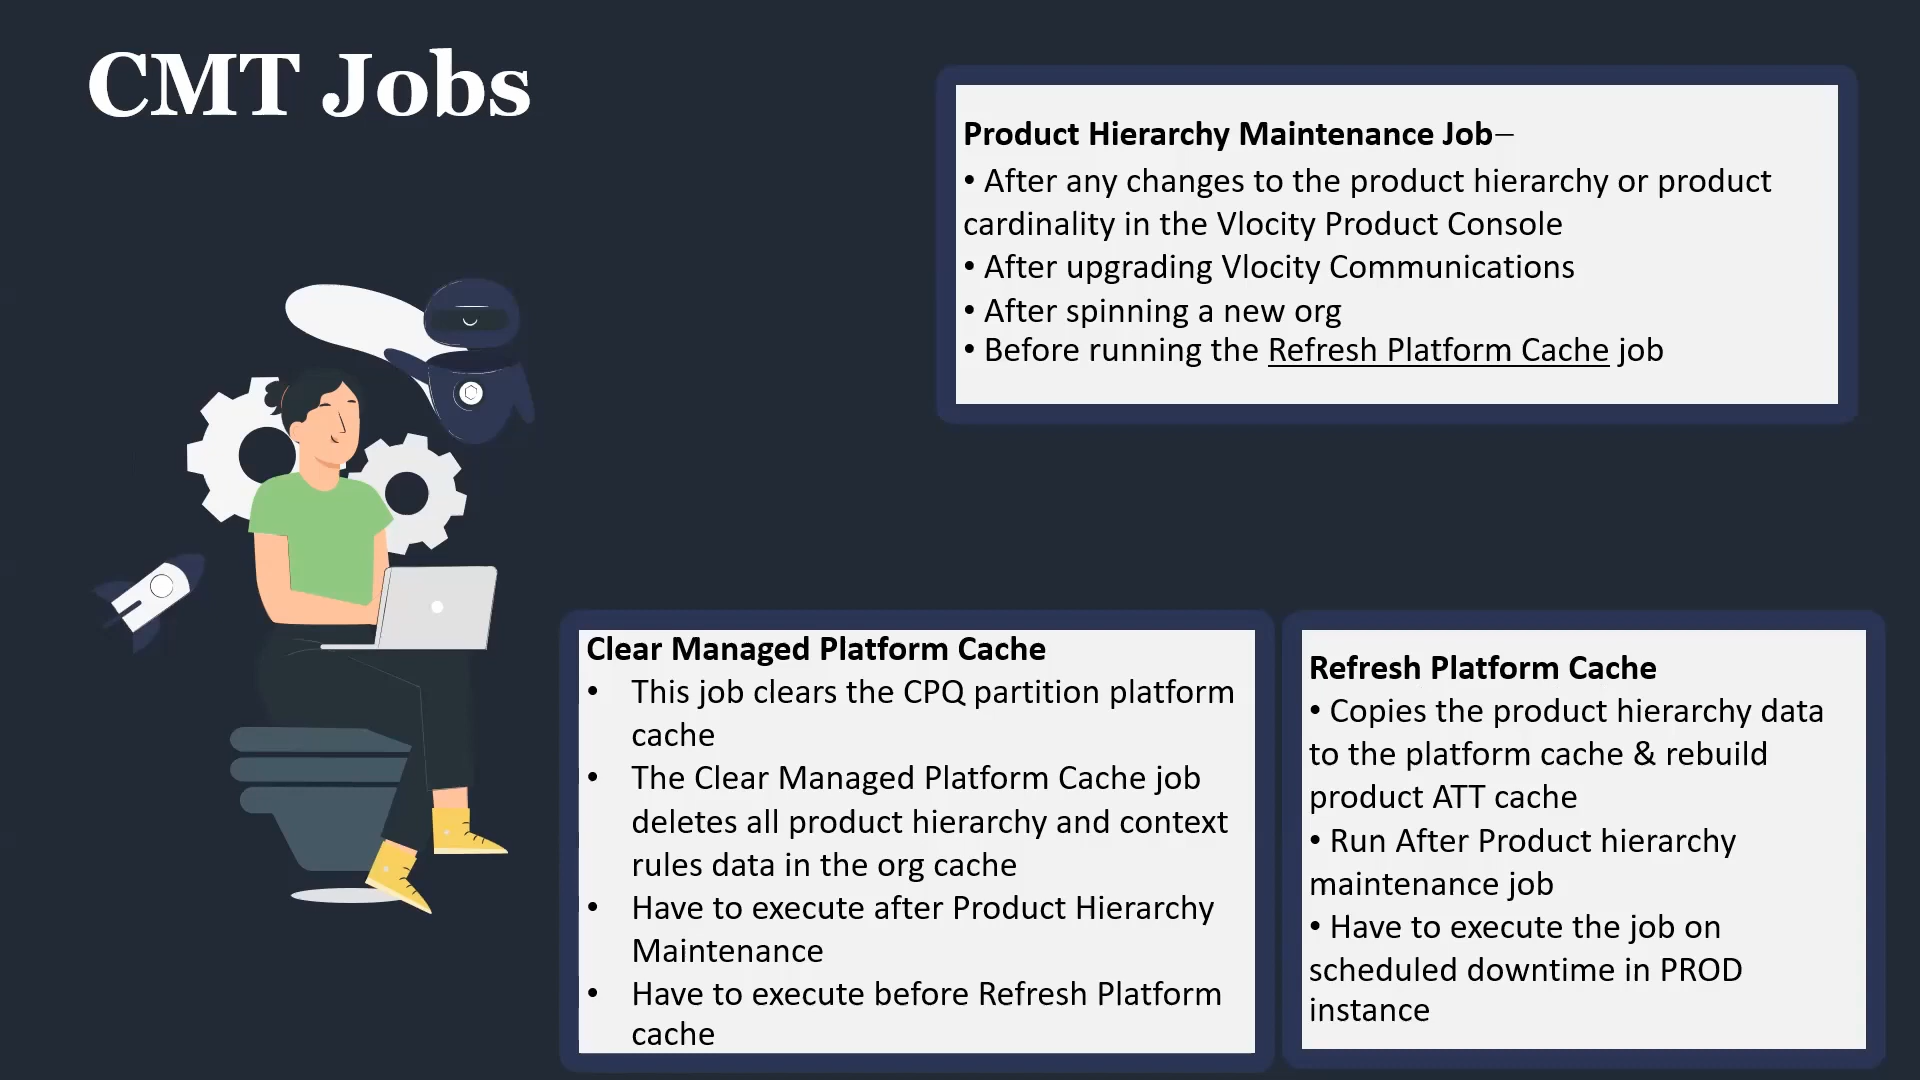 CMT Jobs
Product Hierarchy Maintenance Job–
• After any changes to the product hierarchy or product
cardinality in the Vlocity Product Console
• After upgrading Vlocity Communications
• After spinning a new org
• Before running the Refresh Platform Cache job
Clear Managed Platform Cache
• This job clears the CPQ partition platform
cache
• The Clear Managed Platform Cache job
deletes all product hierarchy and context
rules data in the org cache
• Have to execute after Product Hierarchy
Maintenance
• Have to execute before Refresh Platform
cache
Refresh Platform Cache
• Copies the product hierarchy data
to the platform cache & rebuild
product ATT cache
• Run After Product hierarchy
maintenance job
• Have to execute the job on
scheduled downtime in PROD
instance